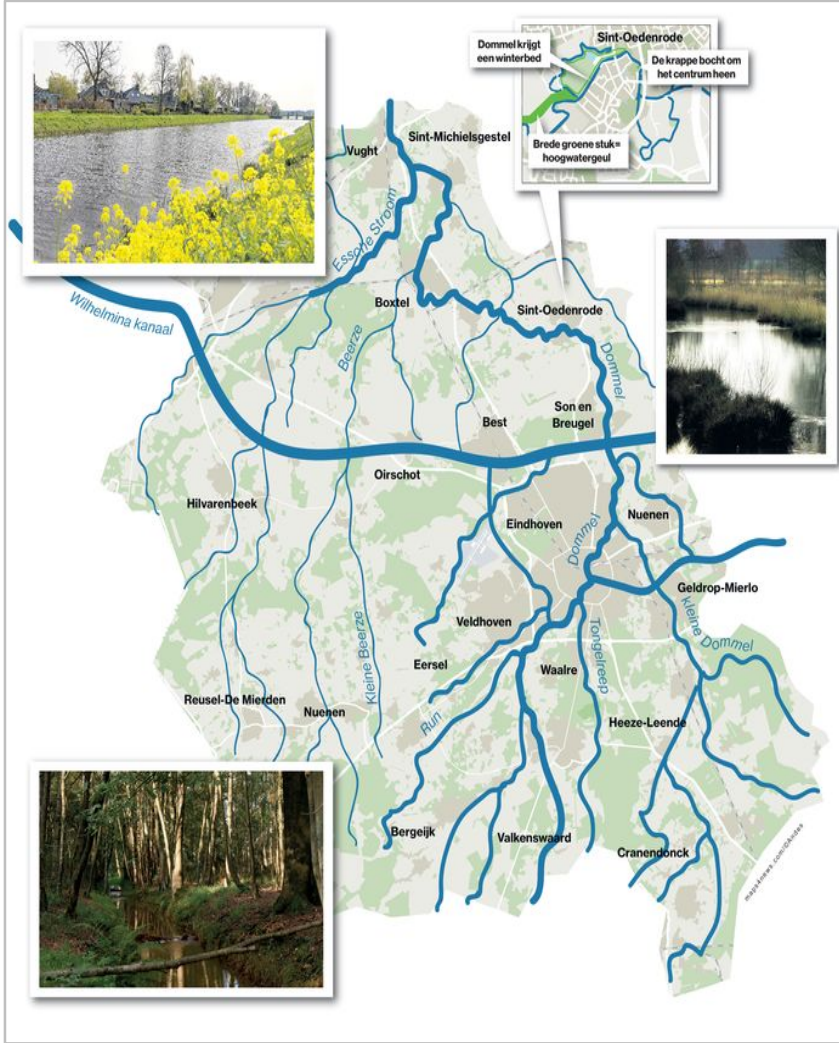 Sint-Oedenrode
Dommel krijgt
een winterbed
De krappe bocht om
het centrum heen
Brede groene stuk=
hoogwatergeul
Sint-Michielsgestel
Vught
Essche Stroom
Wilhelmina kanaal
Boxtel
Sint-Oedenrode
Beerze
Dommel
Son en
Breugel
Best
Oirschot
Hilvarenbeek
Eindhoven
Nuenen
Dommel
Geldrop-Mierlo
kleine Dommel
Veldhoven
Tongelreep
Eersel
Waalre
Kleine Beerze
Reusel-De Mierden
Nuenen
Run
Heeze-Leende
Bergeijk
Valkenswaard
Cranendonck
maps4news.com/©Andes